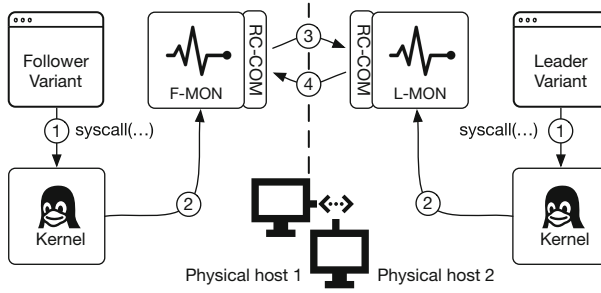 Follower
Variant
F-MON
RC-COM
3
4
RC-COM
L-MON
Leader
Variant
1
syscall(...)
syscall(...)
1
2
2
Kernel
Kernel
Physical host 1
Physical host 2